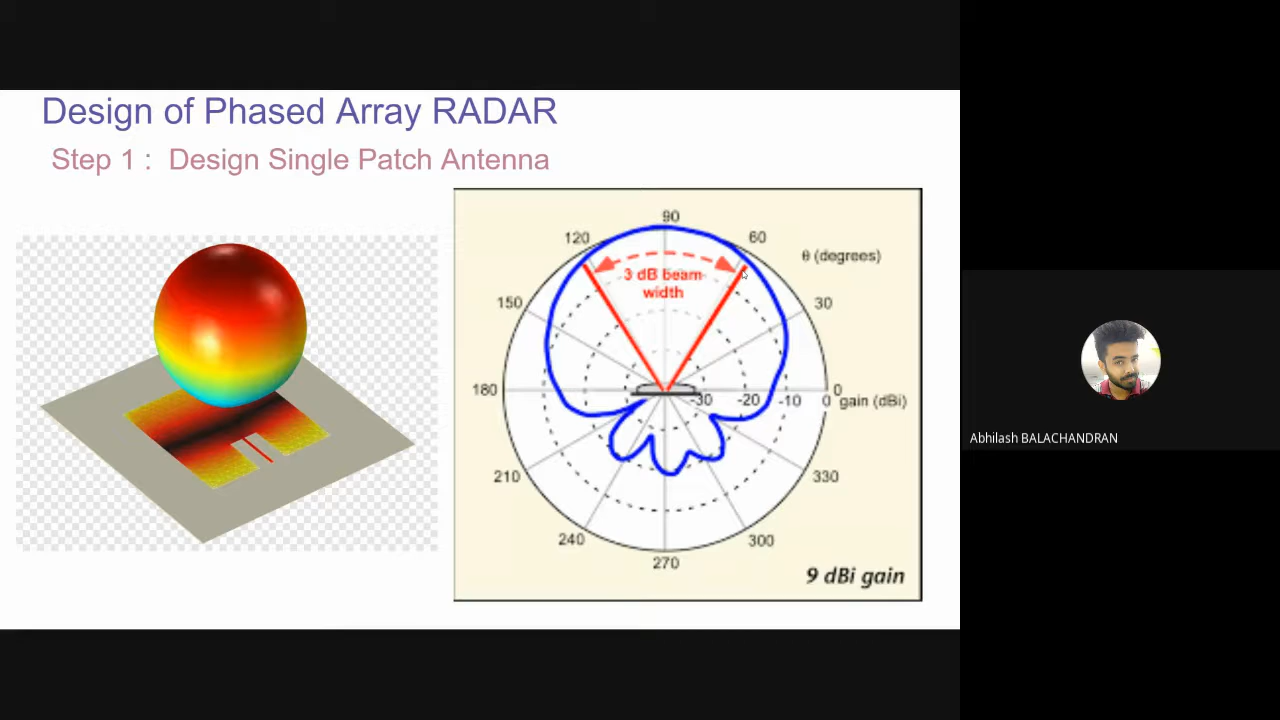 Design of Phased Array RADAR
Step 1 : Design Single Patch Antenna
90
120
60
θ (degrees)
3 dB beam
width
150
30
180
-30
-20
-10
0
0
gain (dBi)
210
330
240
300
270
9 dBi gain
Abhilash BALACHANDRAN